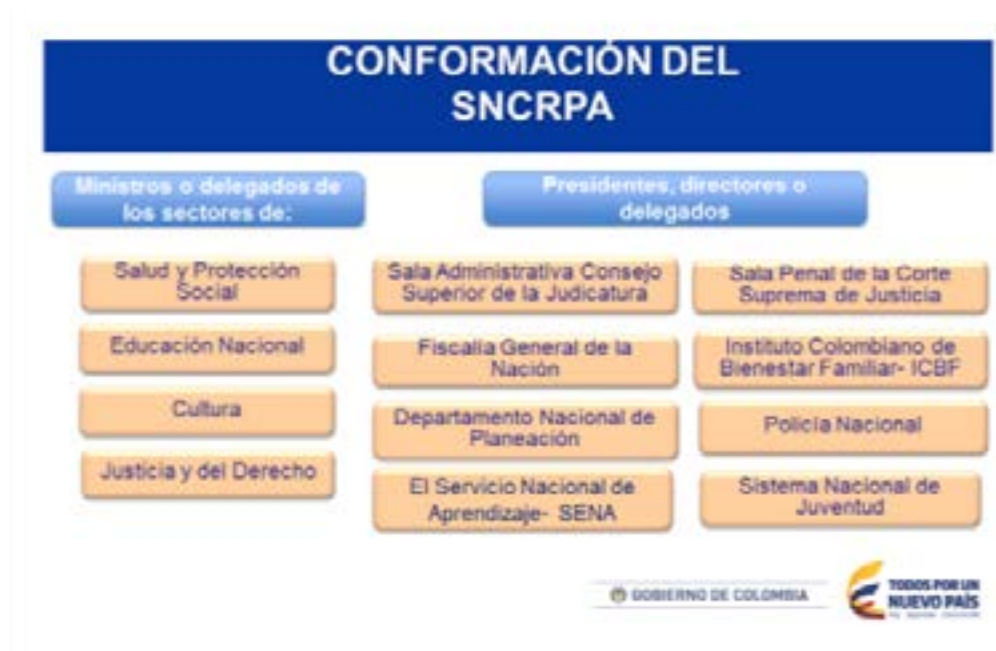 CONFORMACIÓN DEL
SNCRPA
Ministros o delegados de
los sectores de:
Salud y Protección
Social
Educación Nacional
Cultura
Justicia y del Derecho
Presidentes, directores o
delegados
Sala Administrativa Consejo
Superior de la Judicatura
Fiscalía General de la
Nación
Departamento Nacional de
Planeación
El Servicio Nacional de
Aprendizaje- SENA
Sala Penal de la Corte
Suprema de Justicia
Instituto Colombiano de
Bienestar Familiar- ICBF
Policía Nacional
Sistema Nacional de
Juventud
GOBIERNO DE COLOMBIA
TODOS POR UN
NUEVO PAÍS